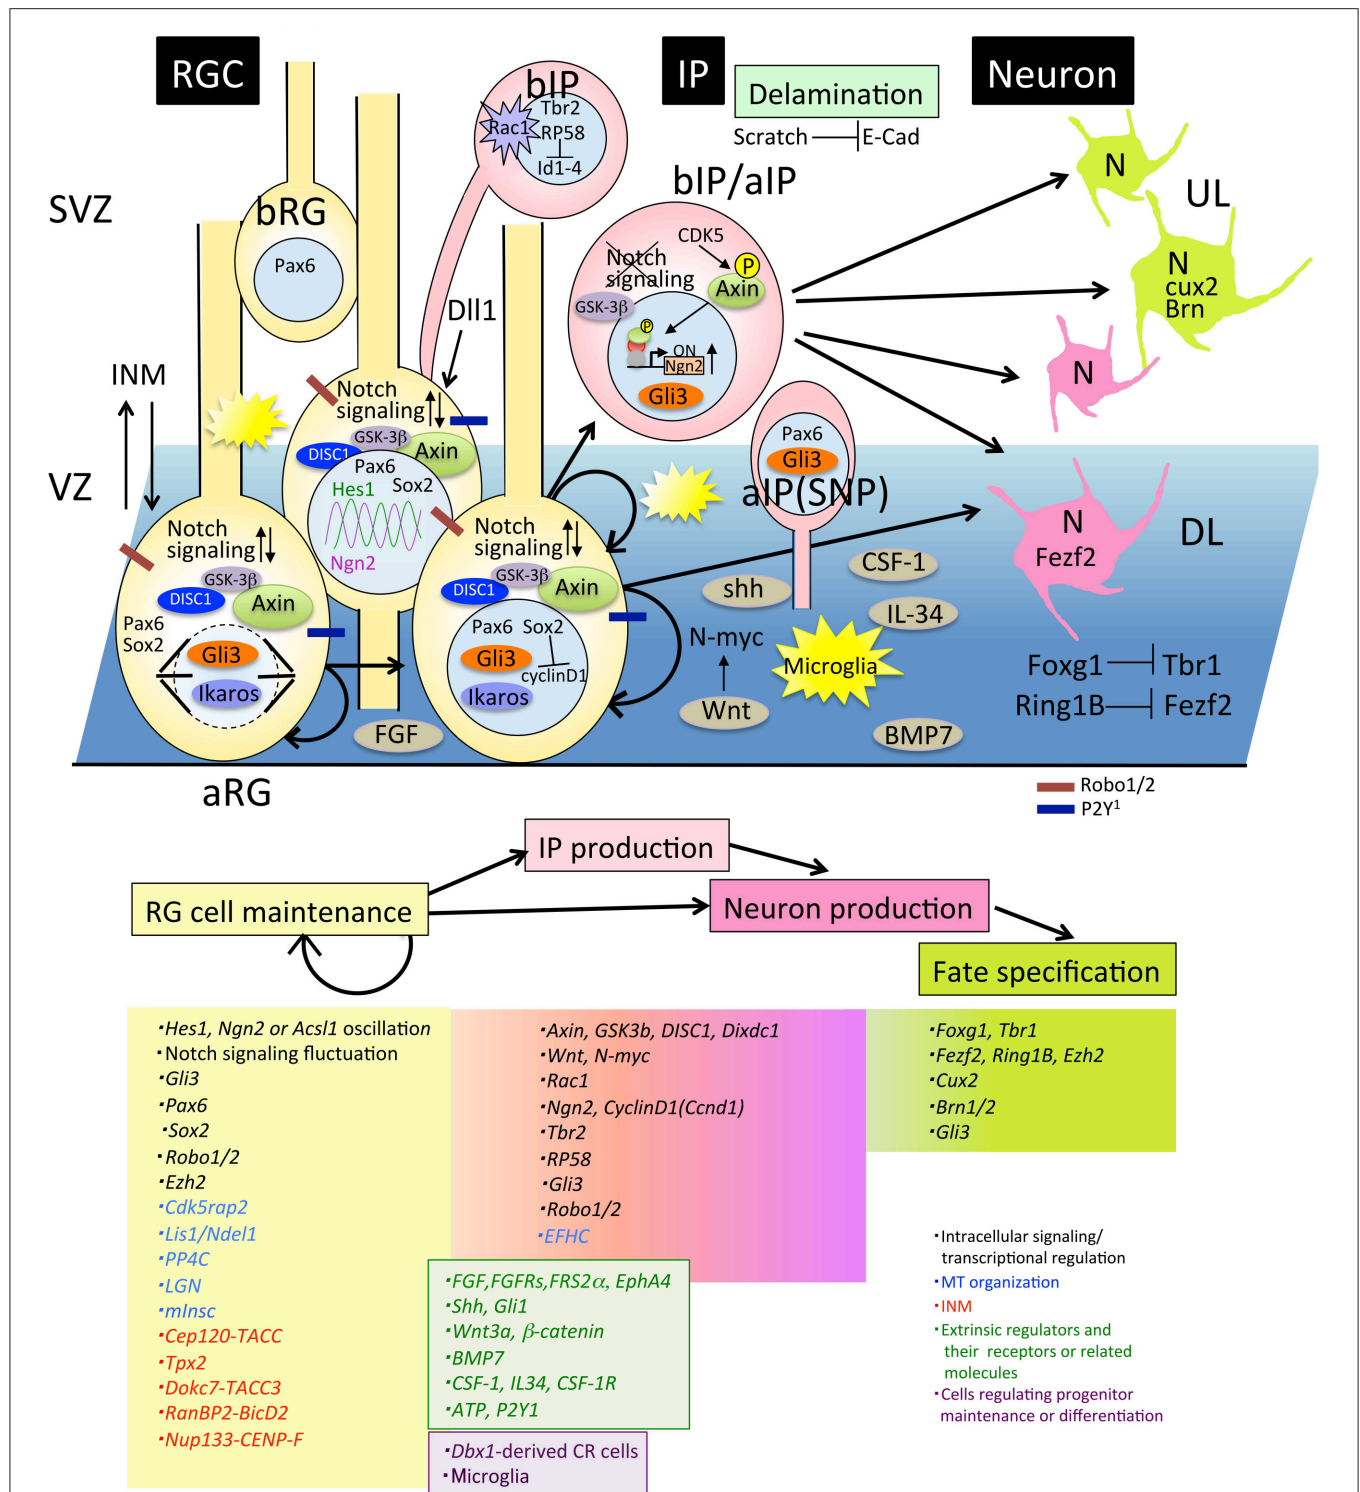 RGC
IP
Neuron
Delamination
Scratch E-Cad
bIP
Tbr2
Rac1
RP58
Id1-4
SVZ
bRG
Pax6
bIP/aIP
CDK5
P
Notch
signaling
Axin
GSK-3β
P
ON
Ngn2
Gli3
N
UL
N
cux2
Brn
N
Dll1
INM
VZ
Notch
signaling
GSK-3β
DISC1
Axin
Pax6
Sox2
Hes1
Ngn2
Pax6
Gli3
aIP(SNP)
Notch
signaling
GSK-3β
DISC1
Axin
Pax6
Sox2
Gli3
Ikaros
Notch
signaling
GSK-3β
DISC1
Axin
Pax6 Sox2
Gli3
cyclinD1
Ikaros
FGF
shh
CSF-1
IL-34
N-myc
Microglia
Wnt
BMP7
N
Fezf2
DL
Foxg1 Tbr1
Ring1B Fezf2
aRG
Robo1/2
P2Y1
IP production
RG cell maintenance
Neuron production
Fate specification
・Hes1, Ngn2 or Acsl1 oscillation
・Notch signaling fluctuation
・Gli3
・Pax6
・Sox2
・Robo1/2
・Ezh2
・Cdk5rap2
・Lis1/Ndel1
・PP4C
・LGN
・mInsc
・Cep120-TACC
・Tpx2
・Dokc7-TACC3
・RanBP2-BicD2
・Nup133-CENP-F
・Axin, GSK3b, DISC1, Dixdc1
・Wnt, N-myc
・Rac1
・Ngn2, CyclinD1(Ccnd1)
・Tbr2
・RP58
・Gli3
・Robo1/2
・EFHC
・FGF,FGFRs,FRS2α, EphA4
・Shh, Gli1
・Wnt3a, β-catenin
・BMP7
・CSF-1, IL34, CSF-1R
・ATP, P2Y1
・Dbx1-derived CR cells
・Microglia
・Foxg1, Tbr1
・Fezf2, Ring1B, Ezh2
・Cux2
・Brn1/2
・Gli3
・Intracellular signaling/
transcriptional regulation
・MT organization
・INM
・Extrinsic regulators and
their receptors or related
molecules
・Cells regulating progenitor
maintenance or differentiation